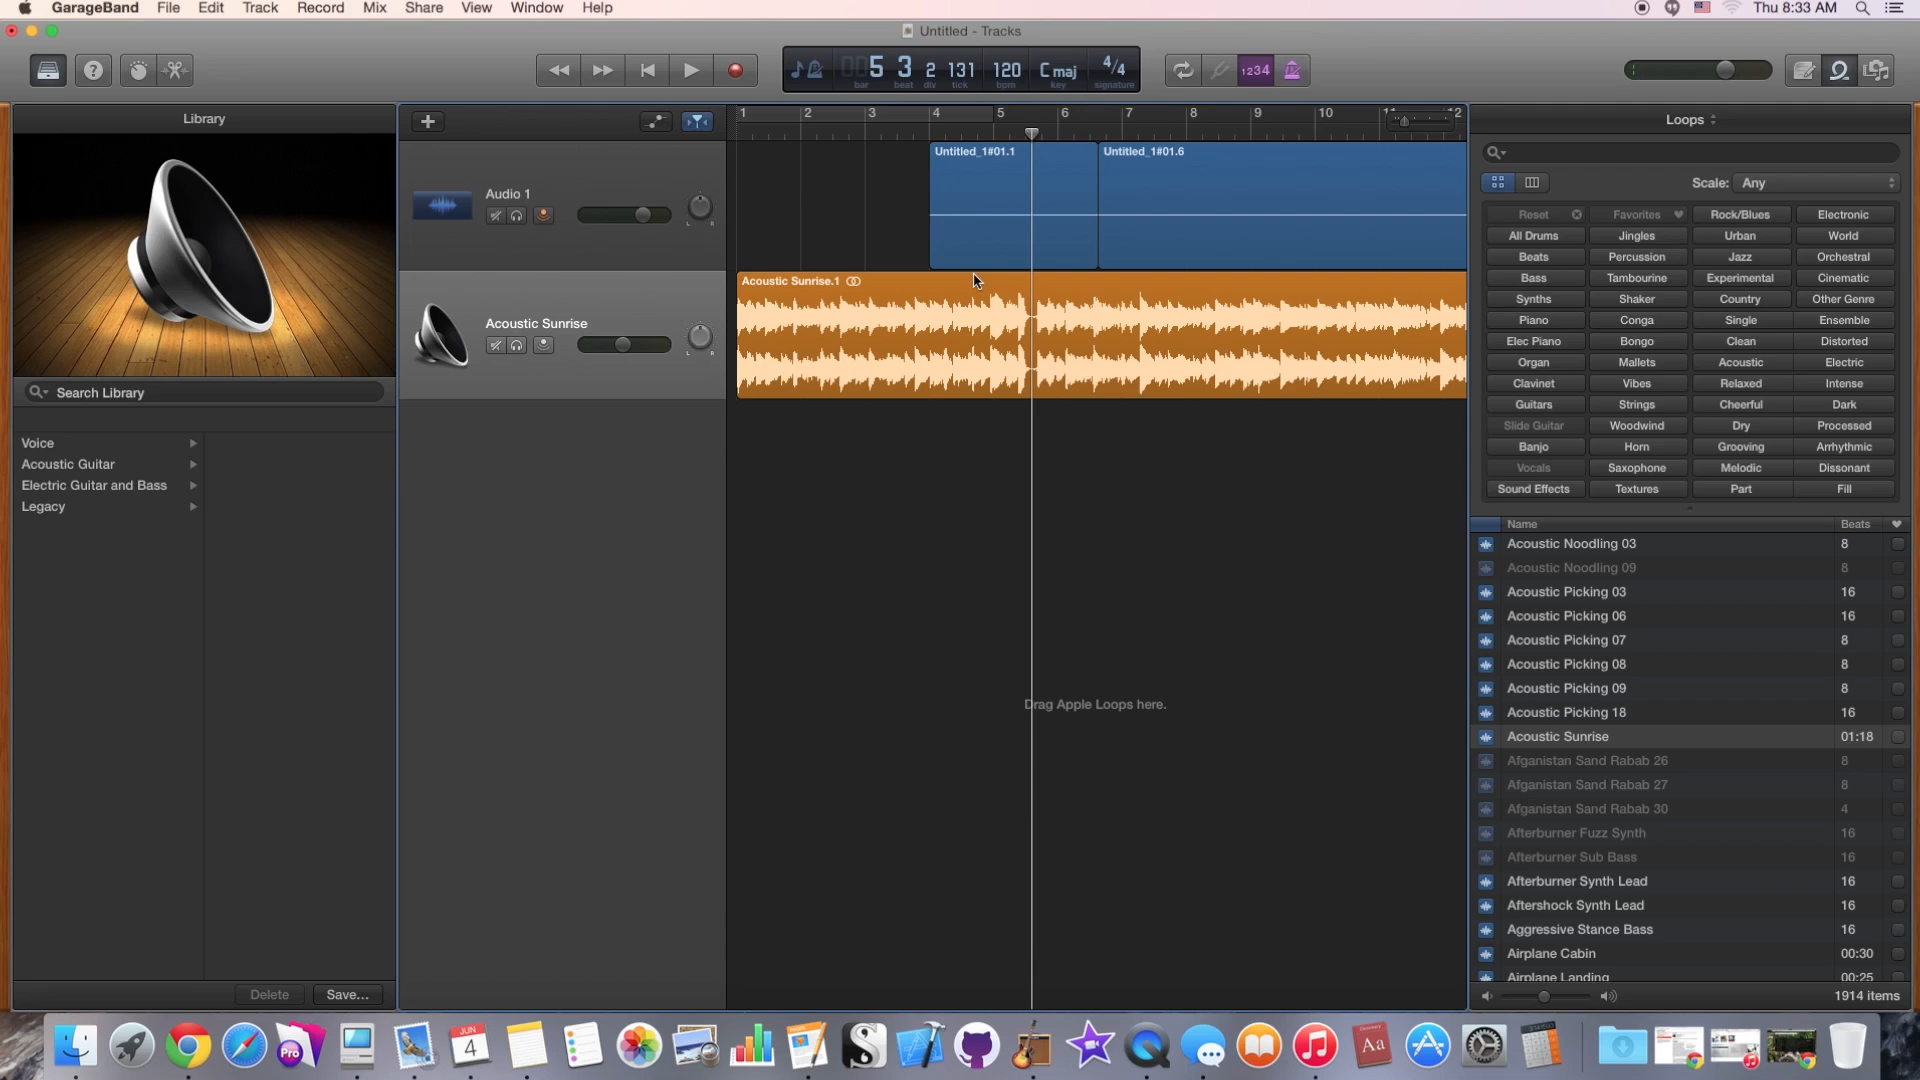 GarageBand File Edit Track Record Mix Share View Window Help Thu 8:33 AM
Untitled - Tracks
005 3 2 131 120 C maj 4/4
bar beat div tick bpm key signature
1234
Library
1 2 3 4 5 6 7 8 9 10 11 12
Loops
Untitled_1#01.1 Untitled_1#01.6
Scale: Any
Audio 1
L R
Reset Favorites Rock/Blues Electronic
All Drums Jingles Urban World
Beats Percussion Jazz Orchestral
Bass Tambourine Experimental Cinematic
Synths Shaker Country Other Genre
Piano Conga Single Ensemble
Elec Piano Bongo Clean Distorted
Organ Mallets Acoustic Electric
Clavinet Vibes Relaxed Intense
Guitars Strings Cheerful Dark
Slide Guitar Woodwind Dry Processed
Banjo Horn Grooving Arrhythmic
Vocals Saxophone Melodic Dissonant
Sound Effects Textures Part Fill
Acoustic Sunrise.1
Acoustic Sunrise
L R
Search Library
Voice
Acoustic Guitar
Electric Guitar and Bass
Legacy
Drag Apple Loops here.
Name Beats
Acoustic Noodling 03 8
Acoustic Noodling 09 8
Acoustic Picking 03 16
Acoustic Picking 06 16
Acoustic Picking 07 8
Acoustic Picking 08 8
Acoustic Picking 09 8
Acoustic Picking 18 16
Acoustic Sunrise 01:18
Afganistan Sand Rabab 26 8
Afganistan Sand Rabab 27 8
Afganistan Sand Rabab 30 4
Afterburner Fuzz Synth 16
Afterburner Sub Bass 16
Afterburner Synth Lead 16
Aftershock Synth Lead 16
Aggressive Stance Bass 16
Airplane Cabin 00:30
Airplane Landing 00:25
Delete Save...
1914 items
Pro
JUN
4
S
Aa